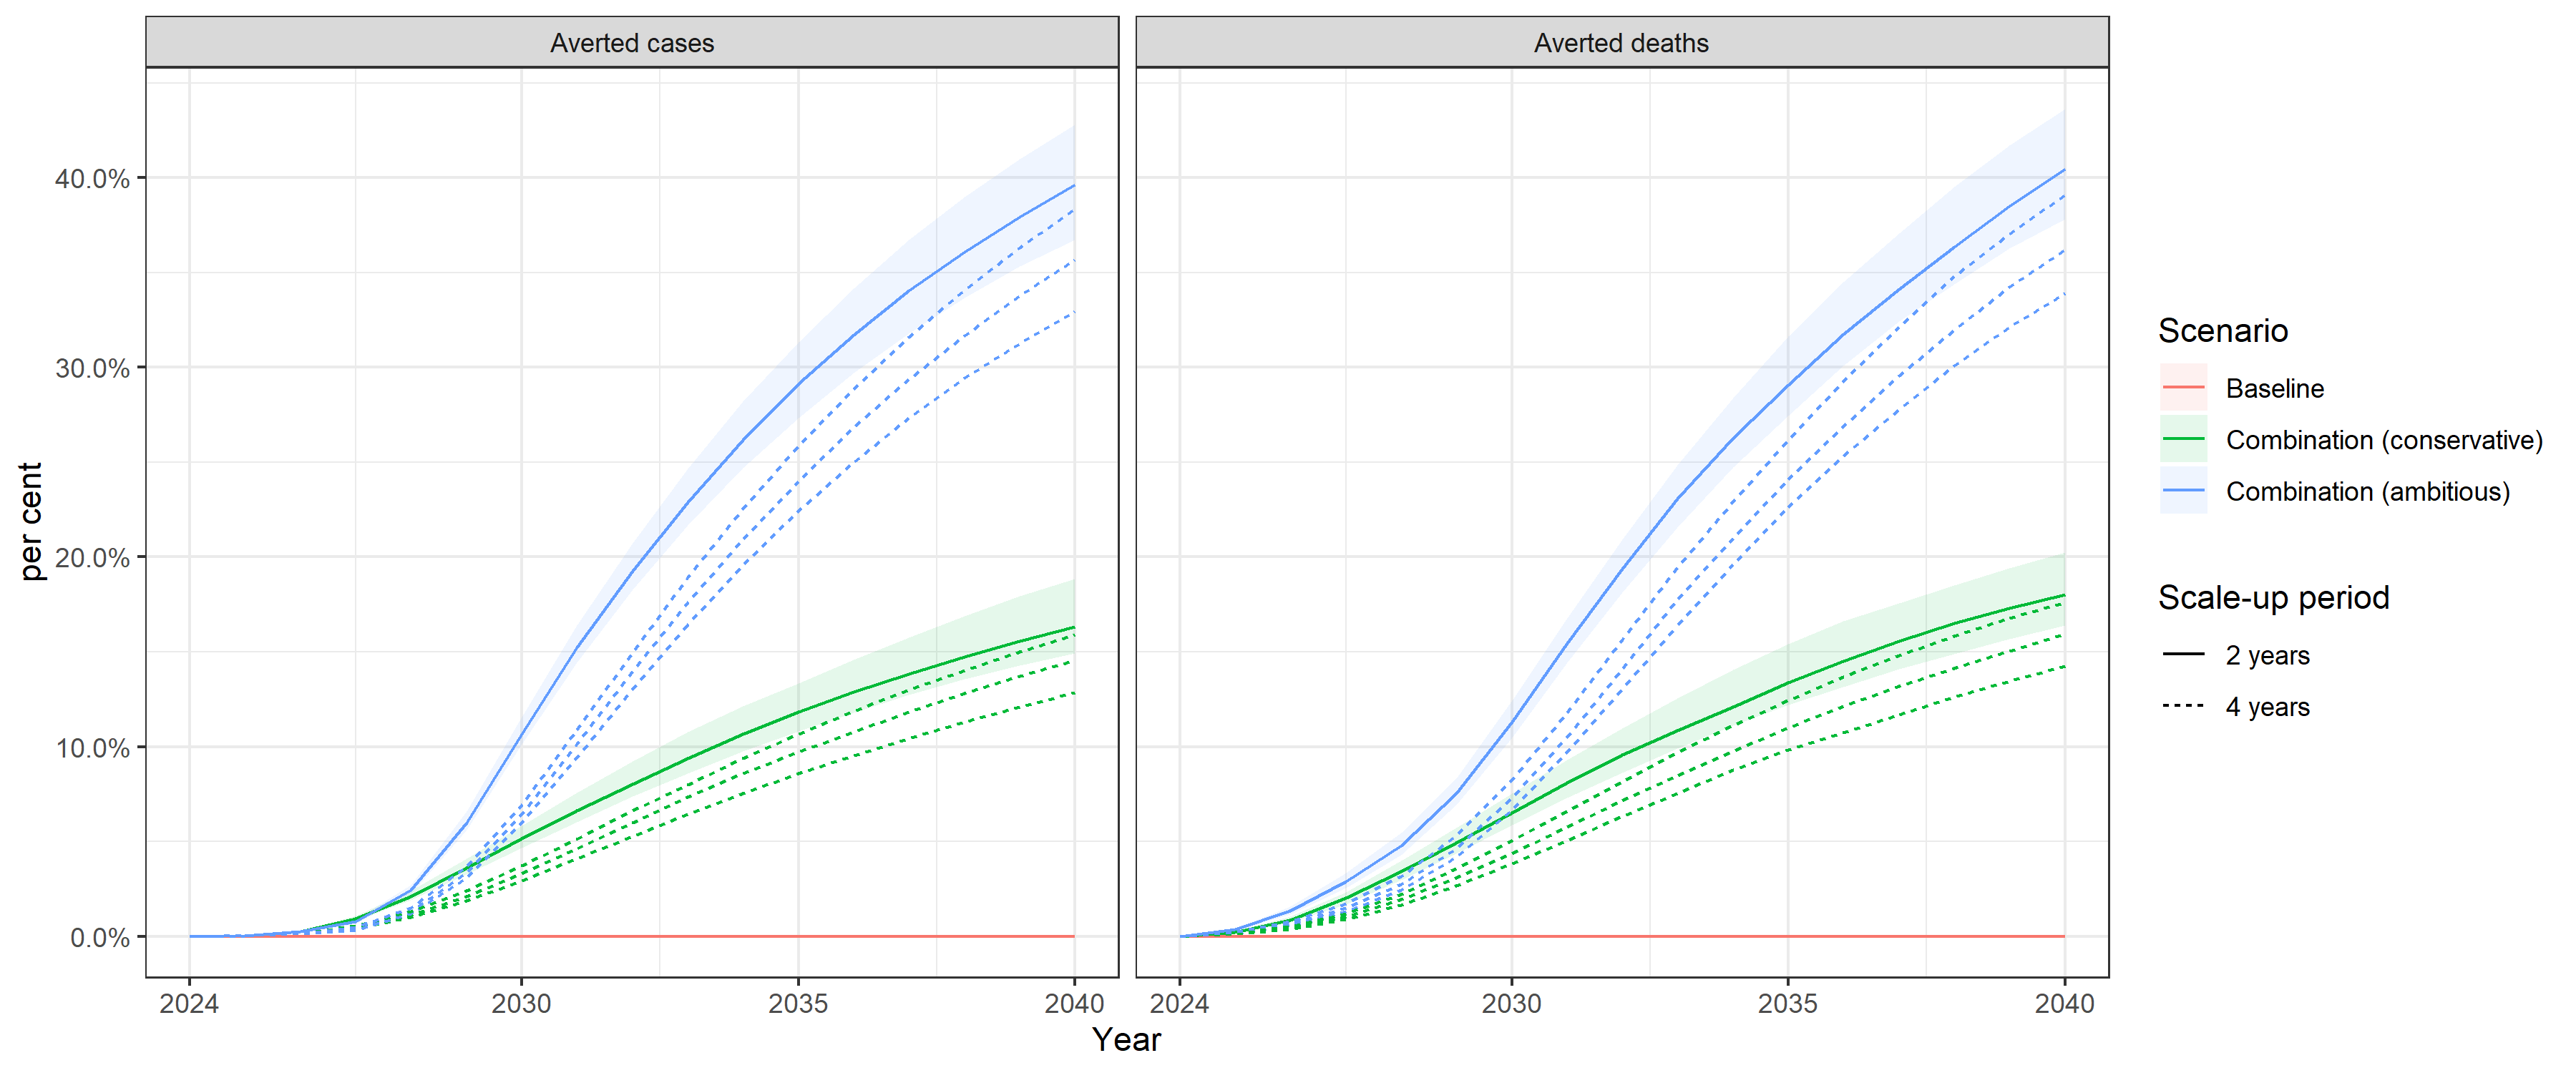 Averted cases
Averted deaths
per cent
40.0%
30.0%
20.0%
10.0%
0.0%
2024
2030
2035
2040
2024
2030
2035
2040
Year
Scenario
Baseline
Combination (conservative)
Combination (ambitious)
Scale-up period
2 years
4 years